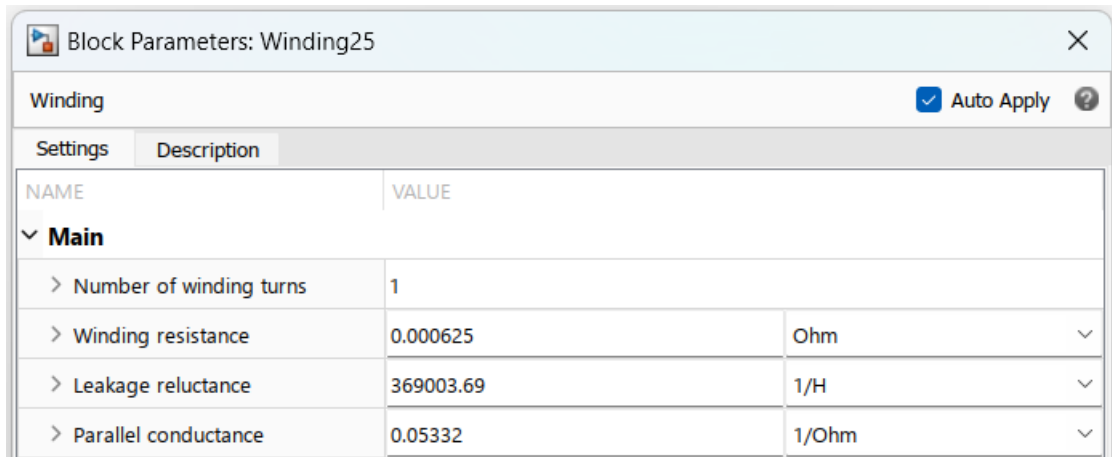 Block Parameters: Winding25
Winding Auto Apply
Settings Description
NAME VALUE
Main
Number of winding turns 1
Winding resistance 0.000625 Ohm
Leakage reluctance 369003.69 1/H
Parallel conductance 0.05332 1/Ohm